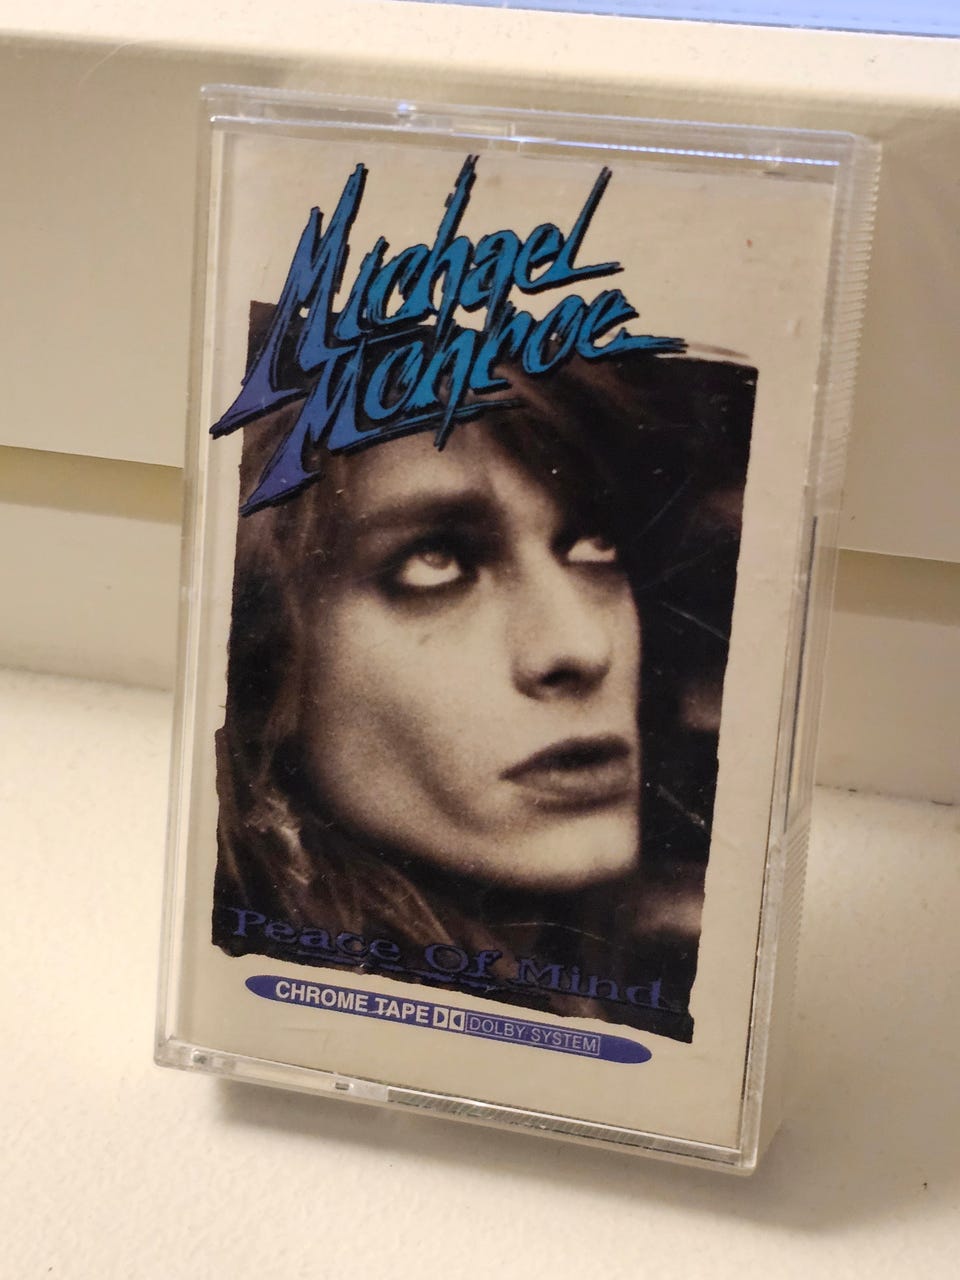 Michael
Monroe
Peace Of Mind
CHROME TAPE DOLBY SYSTEM